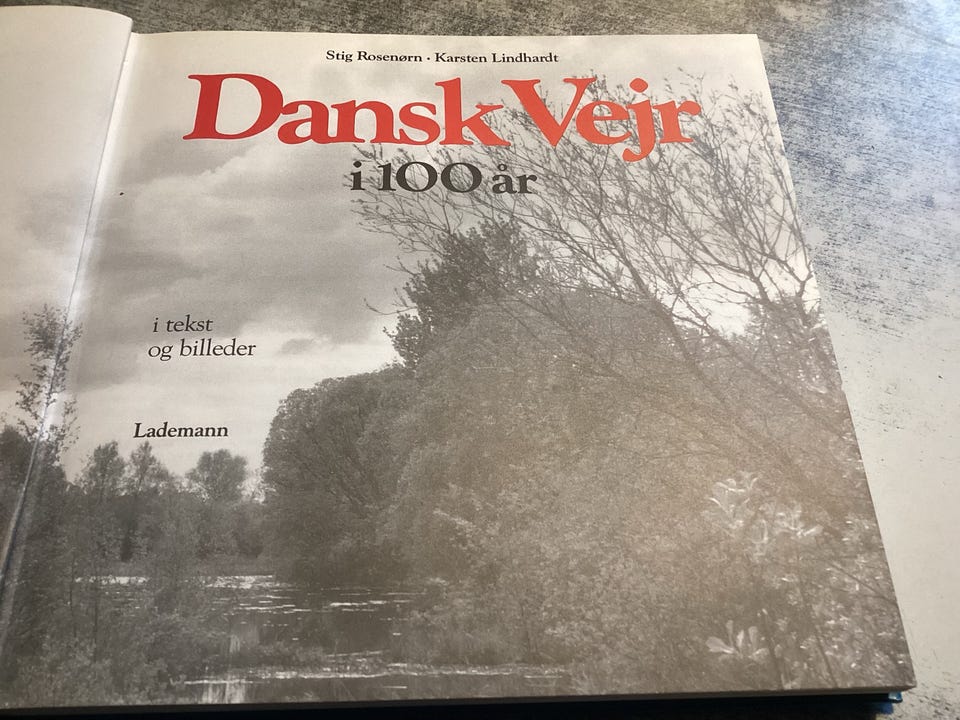 Stig Rosenørn · Karsten Lindhardt
Dansk Vejr
i 100 år
i tekst
og billeder
Lademann